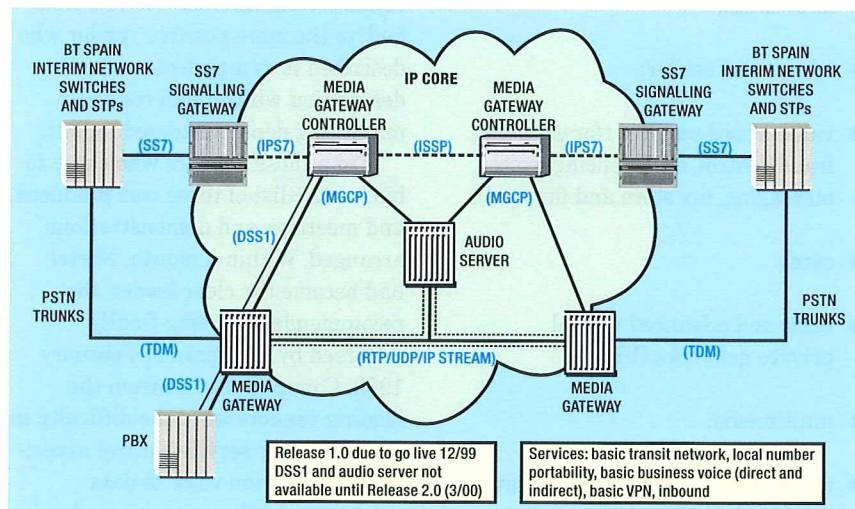 BT SPAIN
INTERIM NETWORK
SWITCHES
AND STPs
SS7
SIGNALLING
GATEWAY
MEDIA
GATEWAY
CONTROLLER
IP CORE
MEDIA
GATEWAY
CONTROLLER
SS7
SIGNALLING
GATEWAY
BT SPAIN
INTERIM NETWORK
SWITCHES
AND STPs
(SS7)
(IPS7)
(ISSP)
(IPS7)
(SS7)
(MGCP)
(MGCP)
(DSS1)
AUDIO
SERVER
PSTN
TRUNKS
PSTN
TRUNKS
(TDM)
(RTP/UDP/IP STREAM)
(TDM)
(DSS1)
MEDIA
GATEWAY
MEDIA
GATEWAY
PBX
Release 1.0 due to go live 12/99
DSS1 and audio server not
available until Release 2.0 (3/00)
Services: basic transit network, local number
portability, basic business voice (direct and
indirect), basic VPN, inbound